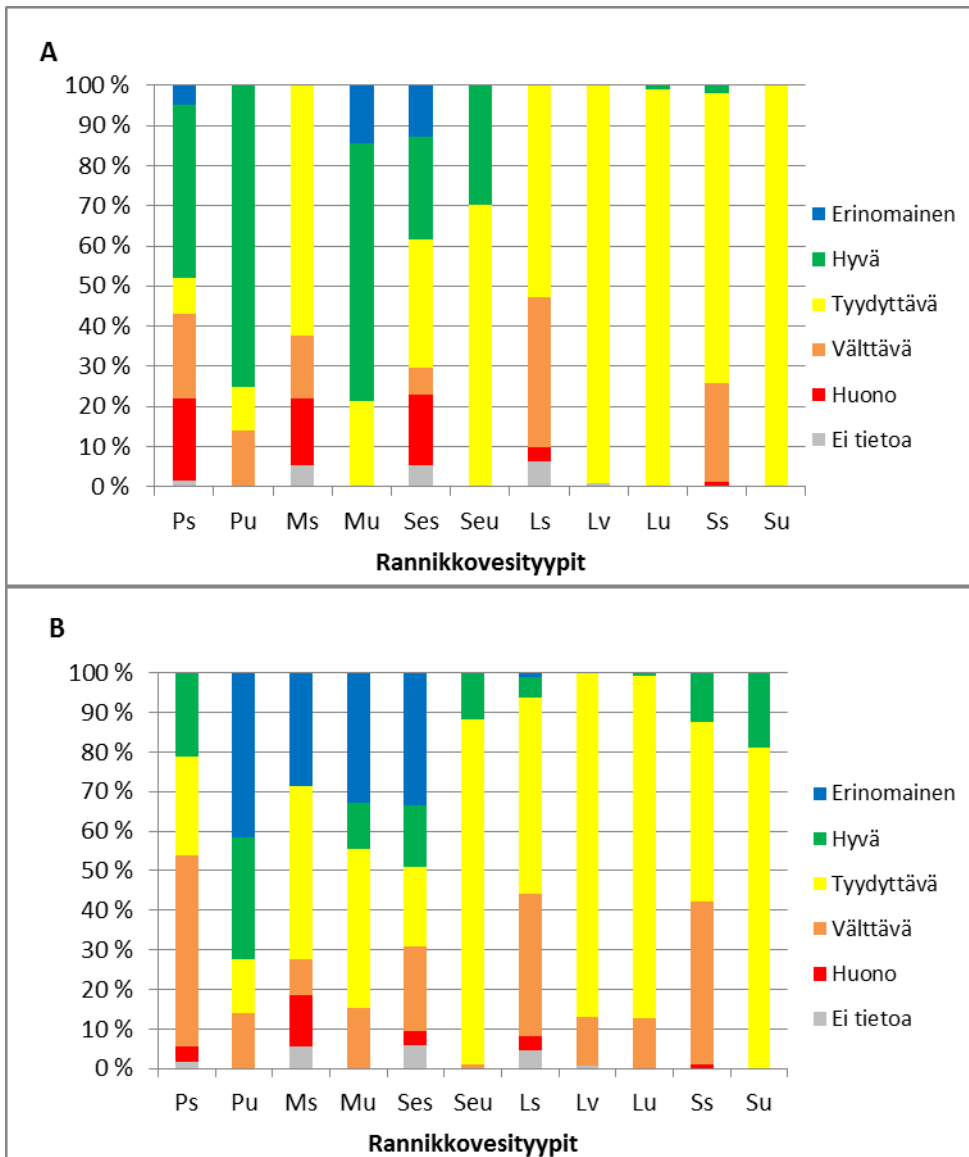 A
100 %
90 %
80 %
70 %
60 %
50 %
40 %
30 %
20 %
10 %
0 %
Ps Pu Ms Mu Ses Seu Ls Lv Lu Ss Su
Rannikkovesityypit
Erinomainen
Hyvä
Tyydyttävä
Välttävä
Huono
Ei tietoa
B
100 %
90 %
80 %
70 %
60 %
50 %
40 %
30 %
20 %
10 %
0 %
Ps Pu Ms Mu Ses Seu Ls Lv Lu Ss Su
Rannikkovesityypit
Erinomainen
Hyvä
Tyydyttävä
Välttävä
Huono
Ei tietoa